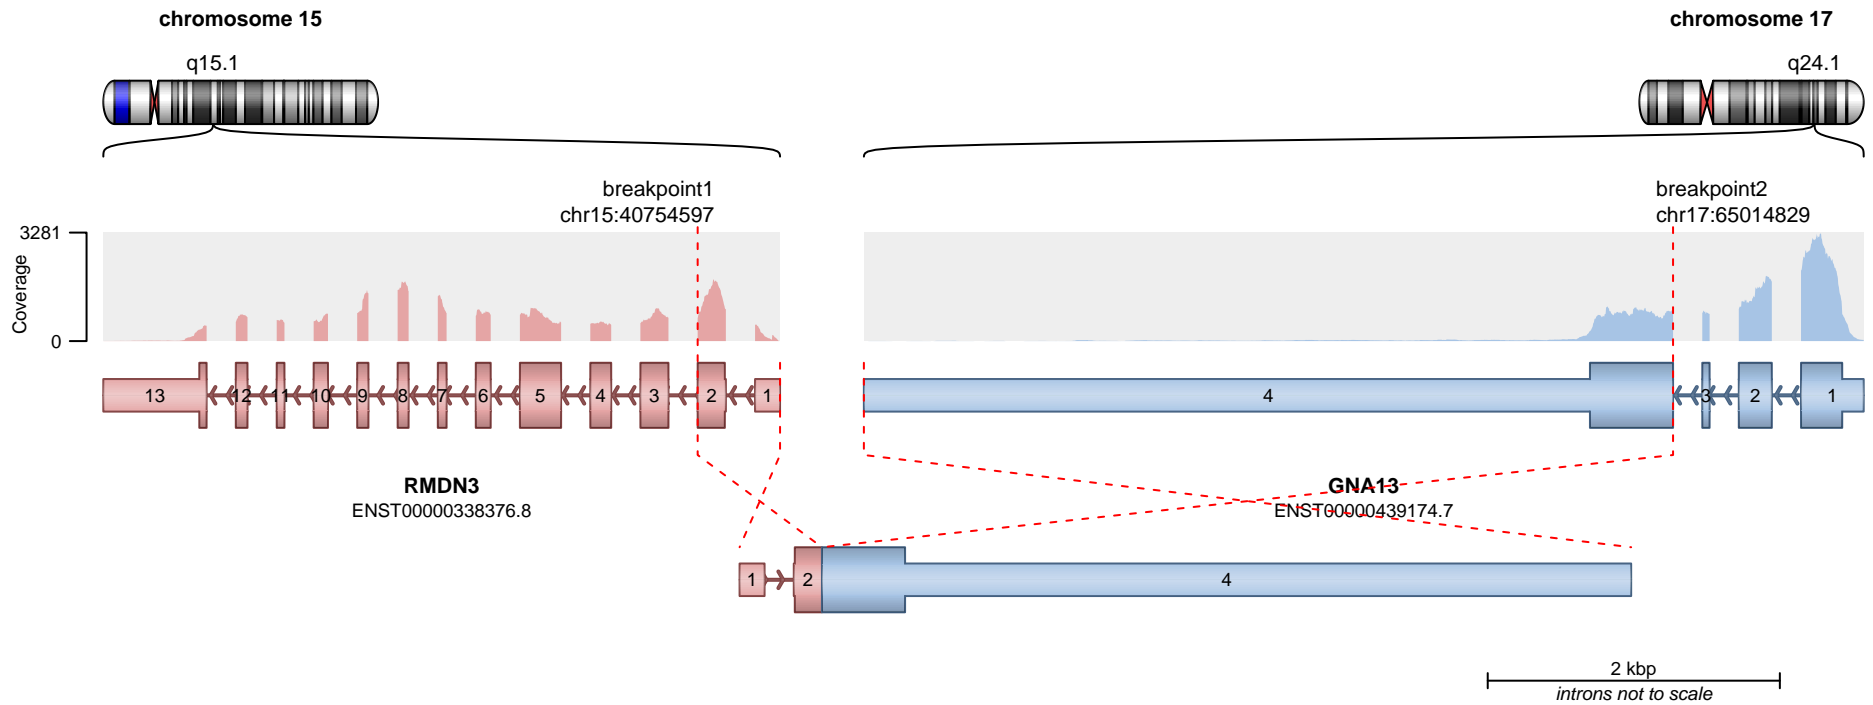 chromosome 15
chromosome 17
q15.1
q24.1
breakpoint1
chr15:40754597
breakpoint2
chr17:65014829
3281
Coverage
0
13 12 11 10 9 8 7 6 5 4 3 2 1
4 3 2 1
RMDN3
ENST00000338376.8
GNA13
ENST00000439174.7
1 2 4
2 kbp
introns not to scale